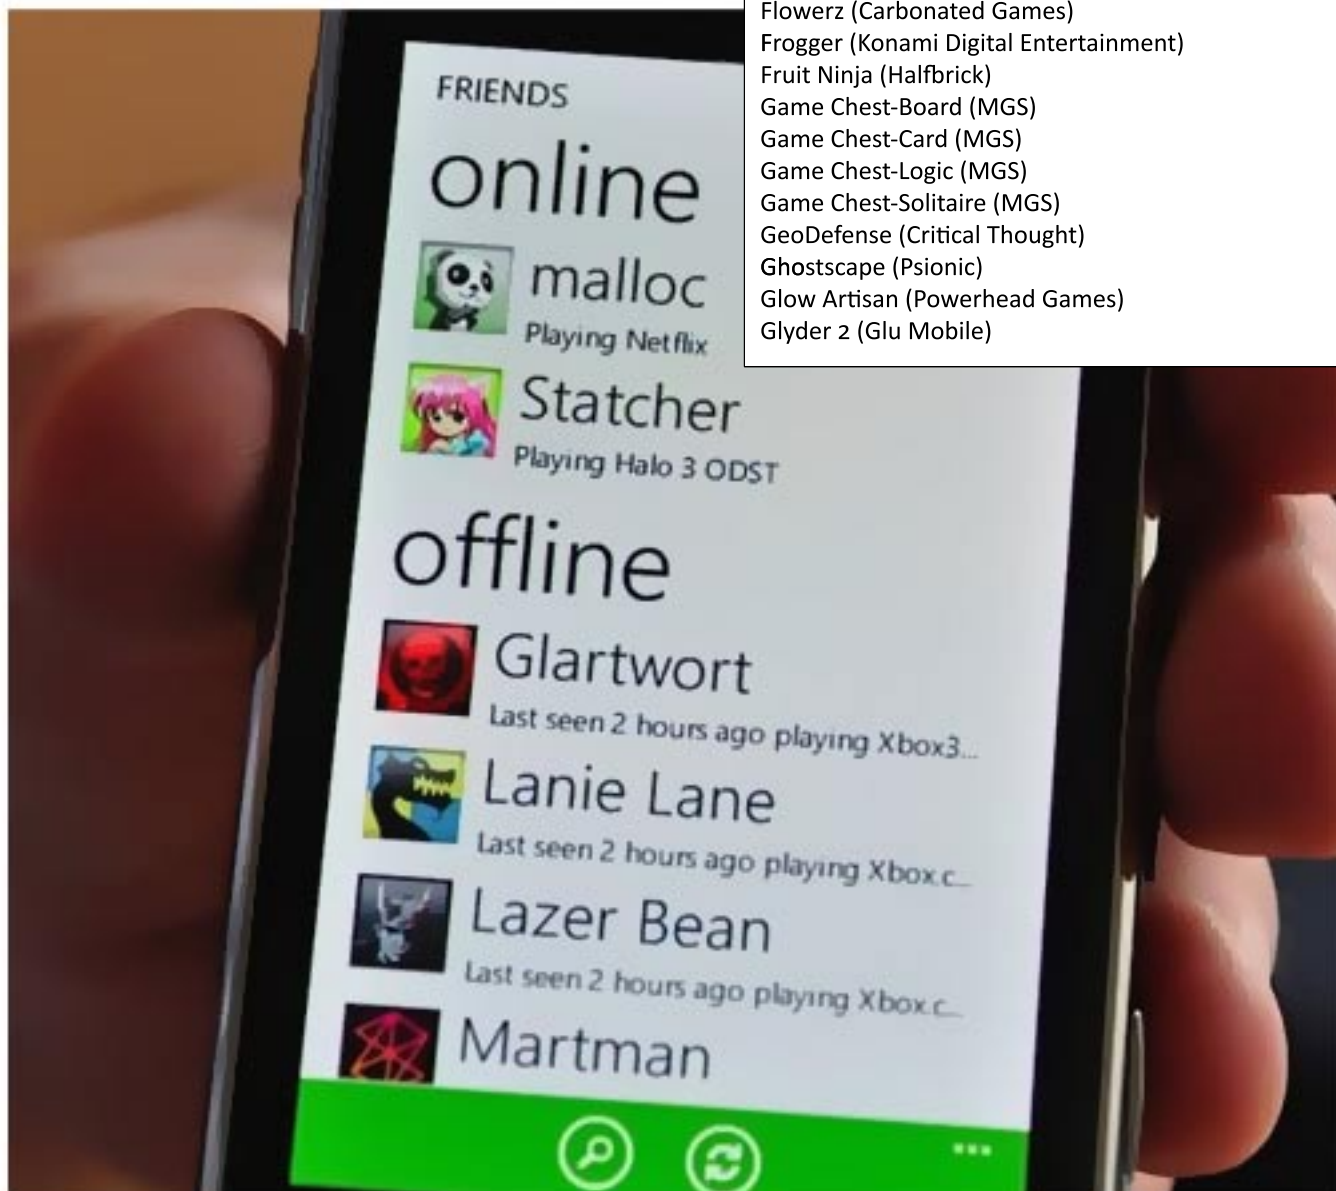 Flowerz (Carbonated Games)
Frogger (Konami Digital Entertainment)
Fruit Ninja (Halfbrick)
Game Chest-Board (MGS)
Game Chest-Card (MGS)
Game Chest-Logic (MGS)
Game Chest-Solitaire (MGS)
GeoDefense (Critical Thought)
Ghostscape (Psionic)
Glow Artisan (Powerhead Games)
Glyder 2 (Glu Mobile)
FRIENDS
online
malloc
Playing Netflix
Statcher
Playing Halo 3 ODST
offline
Glartwort
Last seen 2 hours ago playing Xbox3...
Lanie Lane
Last seen 2 hours ago playing Xbox.c...
Lazer Bean
Last seen 2 hours ago playing Xbox.c...
Martman